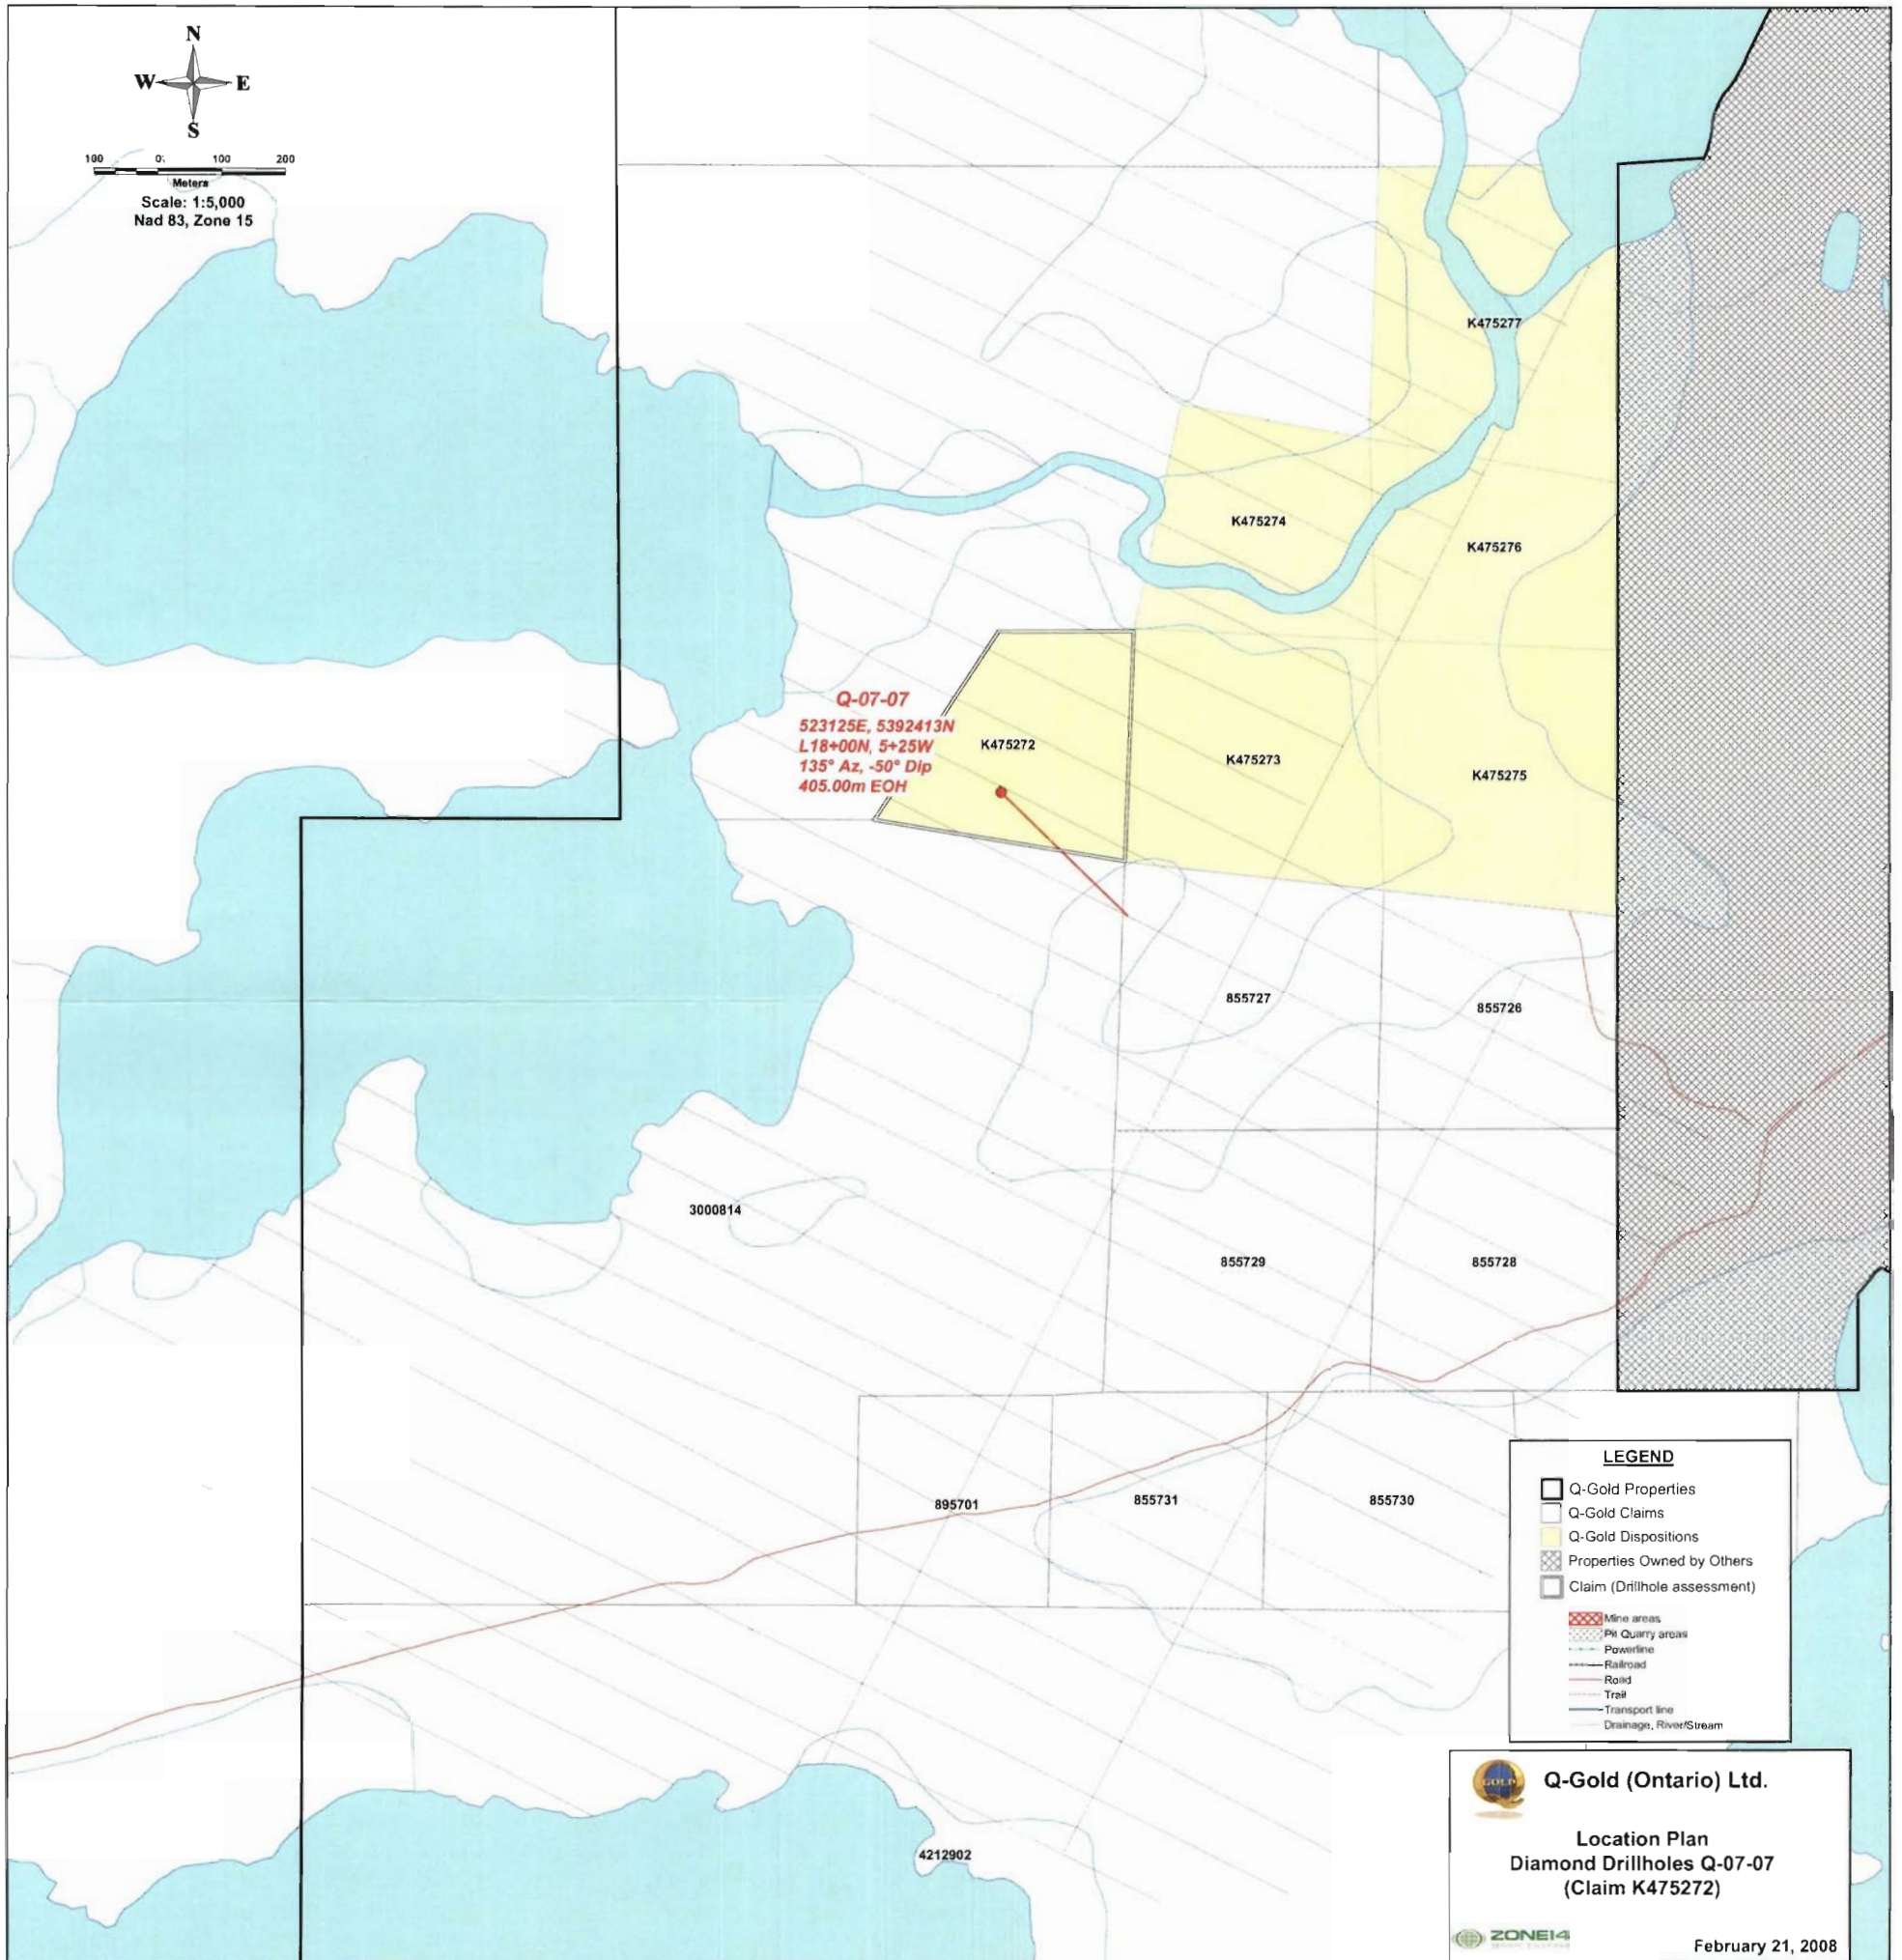 N
W E
S
100 0 100 200
Meters
Scale: 1:5,000
Nad 83, Zone 15
K475277
K475274
K475276
Q-07-07
523125E, 5392413N
L18+00N, 5+25W
135° Az, -50° Dip
405.00m EOH
K475272
K475273
K475275
855727
855726
3000814
855729
855728
895701
855731
855730
4212902
LEGEND
Q-Gold Properties
Q-Gold Claims
Q-Gold Dispositions
Properties Owned by Others
Claim (Drillhole assessment)
Mine areas
Pit Quarry areas
Powerline
Railroad
Road
Trail
Transport line
Drainage, River/Stream
GOLD
Q-Gold (Ontario) Ltd.
Location Plan
Diamond Drillholes Q-07-07
(Claim K475272)
ZONE14
February 21, 2008